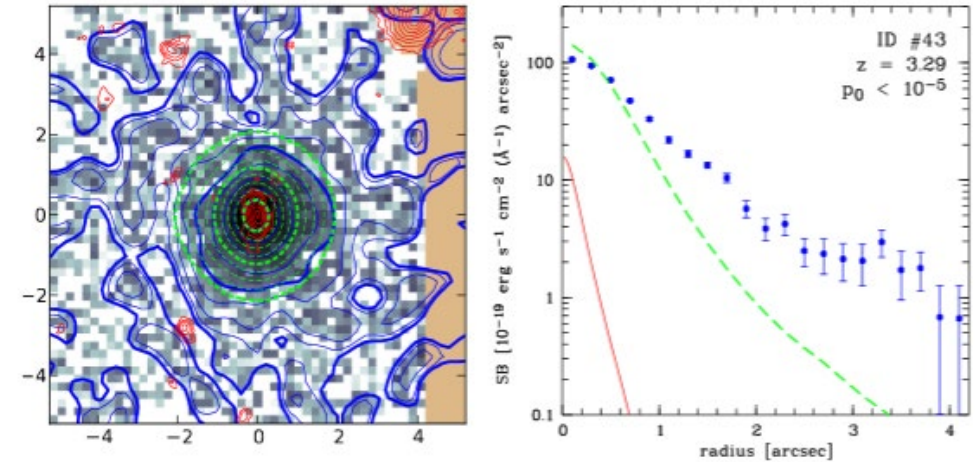 4
2
0
−2
−4
−4 −2 0 2 4
SB [10⁻¹⁹ erg s⁻¹ cm⁻² (Å⁻¹) arcsec⁻²]
100
10
1
0.1
0 1 2 3 4
radius [arcsec]
ID #43
z = 3.29
p₀ < 10⁻⁵